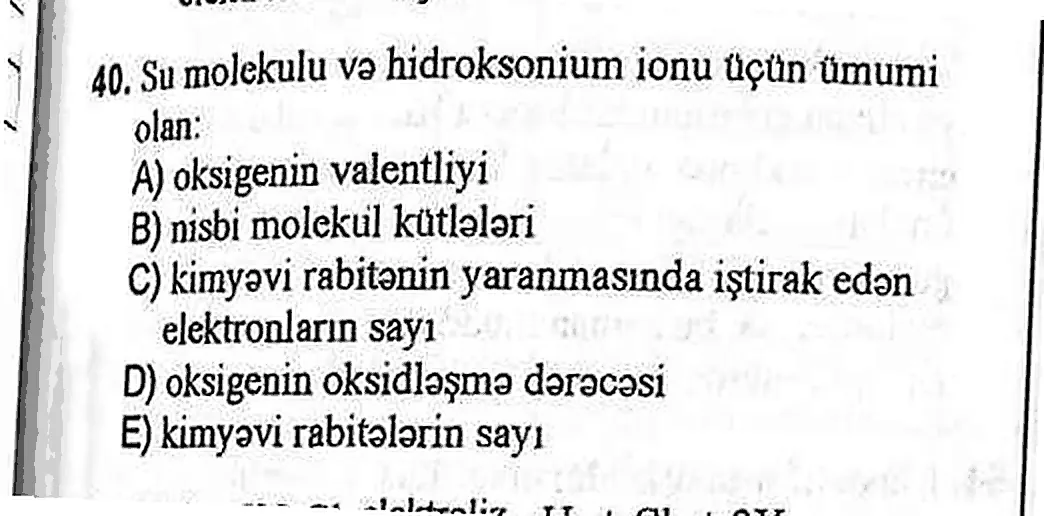 40. Su molekulu və hidroksonium ionu üçün ümumi
olan:
A) oksigenin valentliyi
B) nisbi molekul kütlələri
C) kimyəvi rabitənin yaranmasında iştirak edən
elektronların sayı
D) oksigenin oksidləşmə dərəcəsi
E) kimyəvi rabitələrin sayı